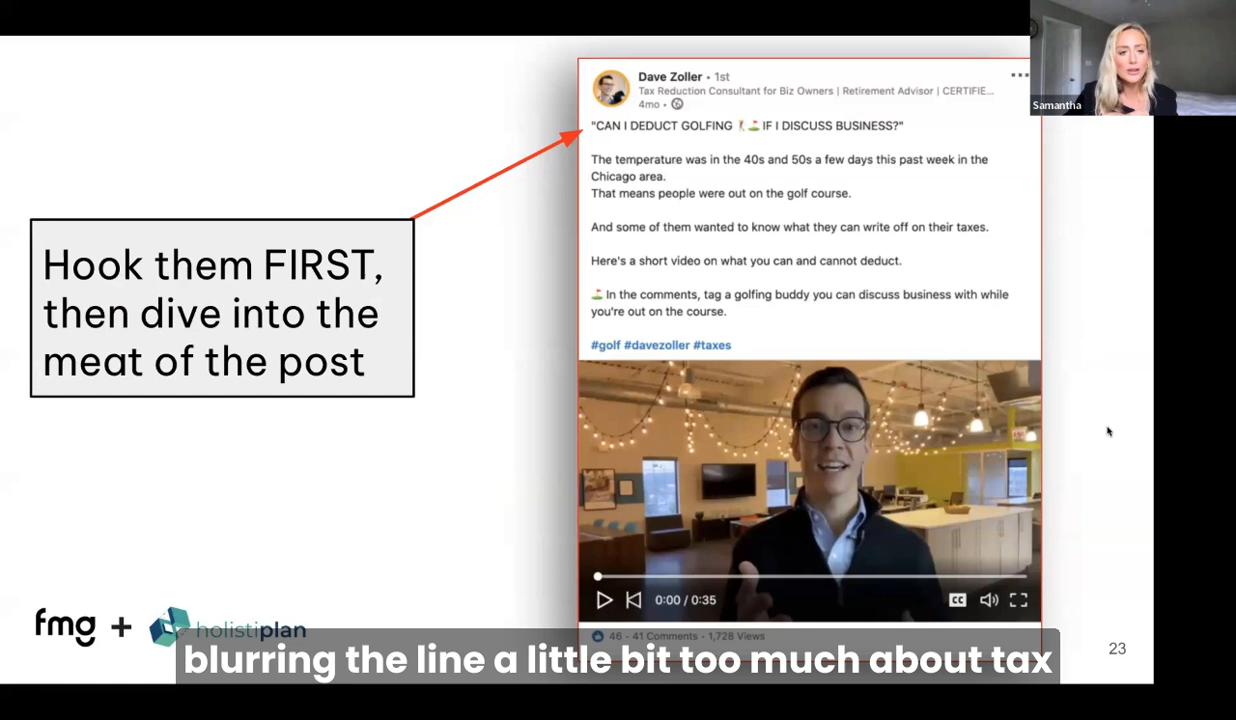 Samantha
Dave Zoller • 1st
Tax Reduction Consultant for Biz Owners | Retirement Advisor | CERTIFIE...
4mo •
"CAN I DEDUCT GOLFING 🏌️⛳ IF I DISCUSS BUSINESS?"
The temperature was in the 40s and 50s a few days this past week in the
Chicago area.
That means people were out on the golf course.
And some of them wanted to know what they can write off on their taxes.
Here's a short video on what you can and cannot deduct.
⛳ In the comments, tag a golfing buddy you can discuss business with while
you're out on the course.
#golf #davezoller #taxes
Hook them FIRST,
then dive into the
meat of the post
0:00 / 0:35
CC
46 - 41 Comments - 1,728 Views
fmg + holistiplan
23
blurring the line a little bit too much about tax